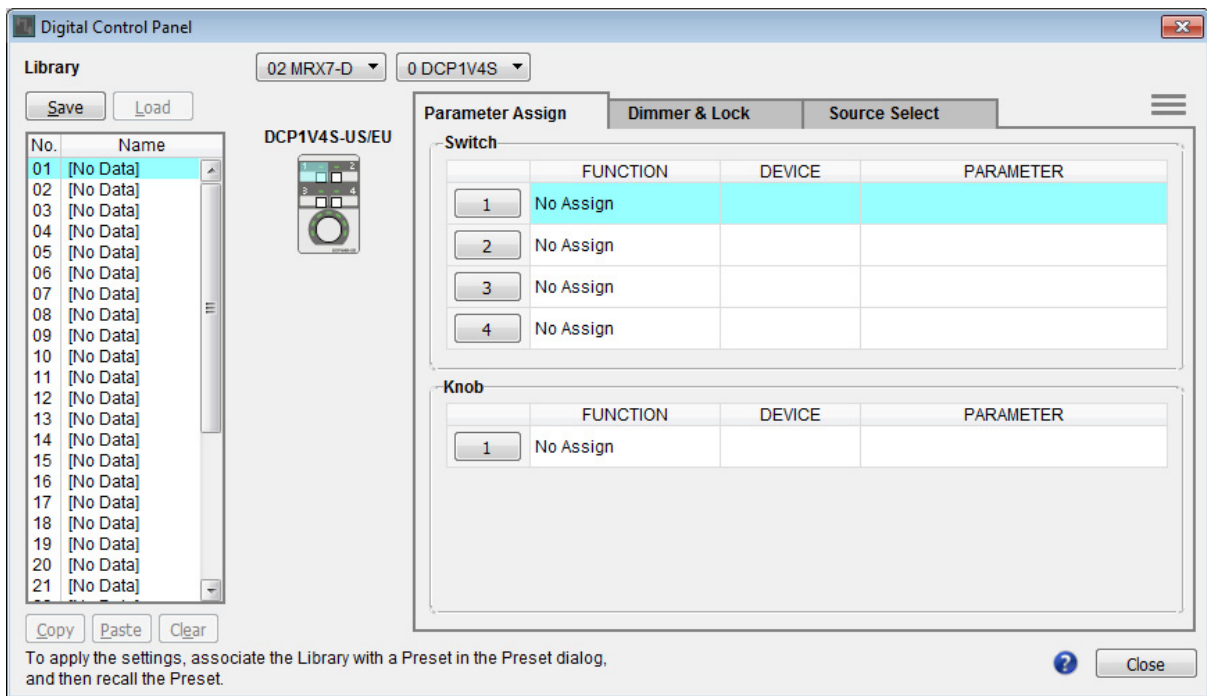 Digital Control Panel
Library
02 MRX7-D
0 DCP1V4S
Save
Load
DCP1V4S-US/EU
1 2
3 4
Parameter Assign
Dimmer & Lock
Source Select
No. Name
01 [No Data]
02 [No Data]
03 [No Data]
04 [No Data]
05 [No Data]
06 [No Data]
07 [No Data]
08 [No Data]
09 [No Data]
10 [No Data]
11 [No Data]
12 [No Data]
13 [No Data]
14 [No Data]
15 [No Data]
16 [No Data]
17 [No Data]
18 [No Data]
19 [No Data]
20 [No Data]
21 [No Data]
Copy
Paste
Clear
Switch
FUNCTION DEVICE PARAMETER
1 No Assign
2 No Assign
3 No Assign
4 No Assign
Knob
FUNCTION DEVICE PARAMETER
1 No Assign
To apply the settings, associate the Library with a Preset in the Preset dialog,
and then recall the Preset.
?
Close